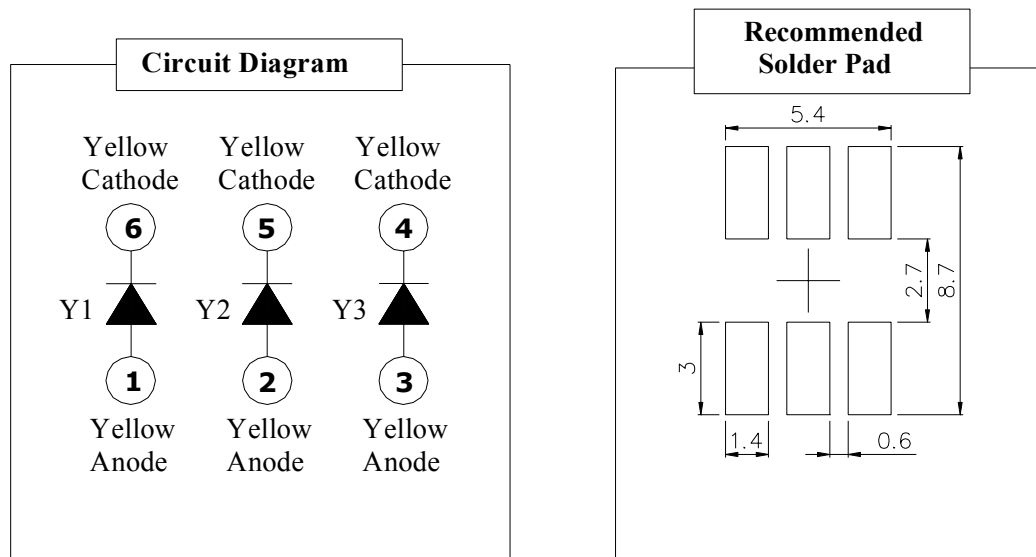 Circuit Diagram
Yellow Yellow Yellow
Cathode Cathode Cathode
6 5 4
Y1 Y2 Y3
1 2 3
Yellow Yellow Yellow
Anode Anode Anode
Recommended
Solder Pad
5.4
2.7
8.7
3
1.4
0.6